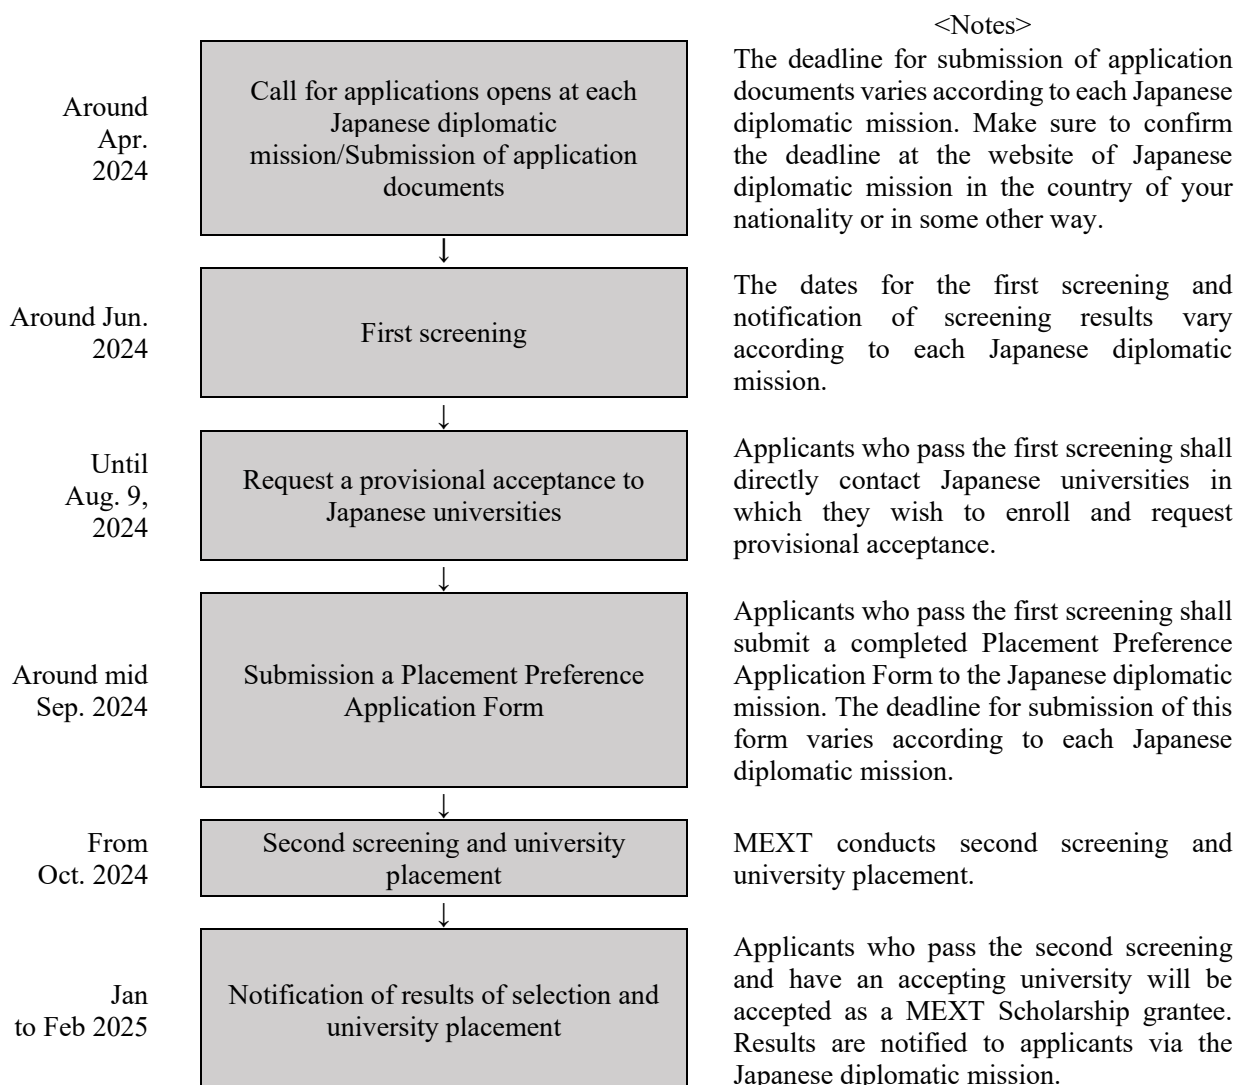 <Notes>
Around
Apr.
2024
Call for applications opens at each
Japanese diplomatic
mission/Submission of application
documents
The deadline for submission of application
documents varies according to each Japanese
diplomatic mission. Make sure to confirm
the deadline at the website of Japanese
diplomatic mission in the country of your
nationality or in some other way.
↓
Around Jun.
2024
First screening
The dates for the first screening and
notification of screening results vary
according to each Japanese diplomatic
mission.
↓
Until
Aug. 9,
2024
Request a provisional acceptance to
Japanese universities
Applicants who pass the first screening shall
directly contact Japanese universities in
which they wish to enroll and request
provisional acceptance.
↓
Around mid
Sep. 2024
Submission a Placement Preference
Application Form
Applicants who pass the first screening shall
submit a completed Placement Preference
Application Form to the Japanese diplomatic
mission. The deadline for submission of this
form varies according to each Japanese
diplomatic mission.
↓
From
Oct. 2024
Second screening and university
placement
MEXT conducts second screening and
university placement.
↓
Jan
to Feb 2025
Notification of results of selection and
university placement
Applicants who pass the second screening
and have an accepting university will be
accepted as a MEXT Scholarship grantee.
Results are notified to applicants via the
Japanese diplomatic mission.